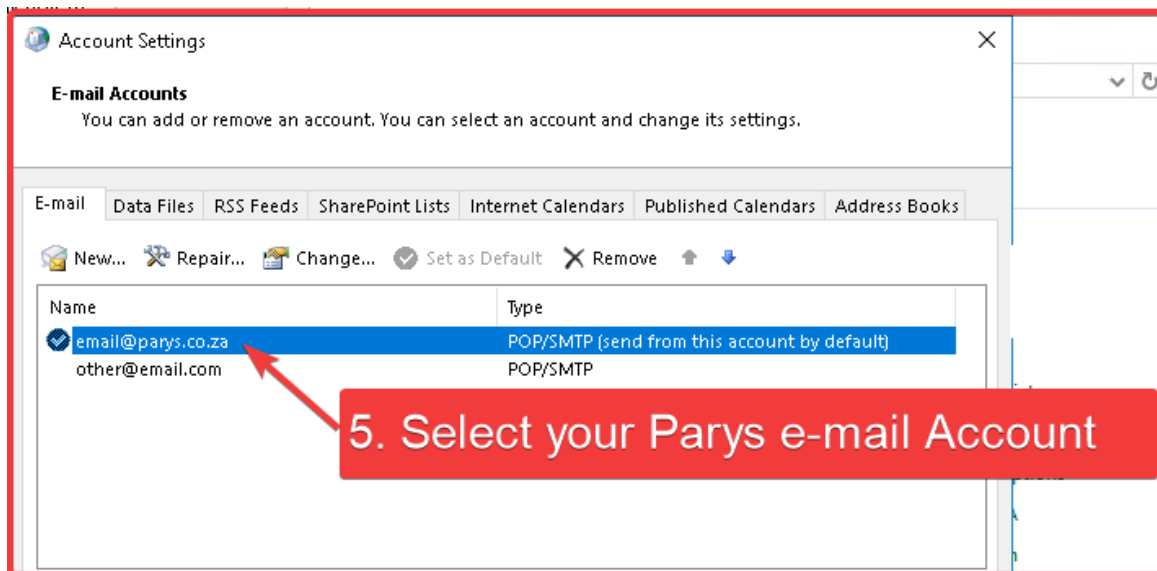 Account Settings
E-mail Accounts
You can add or remove an account. You can select an account and change its settings.
E-mail Data Files RSS Feeds SharePoint Lists Internet Calendars Published Calendars Address Books
New... Repair... Change... Set as Default Remove
Name Type
email@parys.co.za POP/SMTP (send from this account by default)
other@email.com POP/SMTP
5. Select your Parys e-mail Account